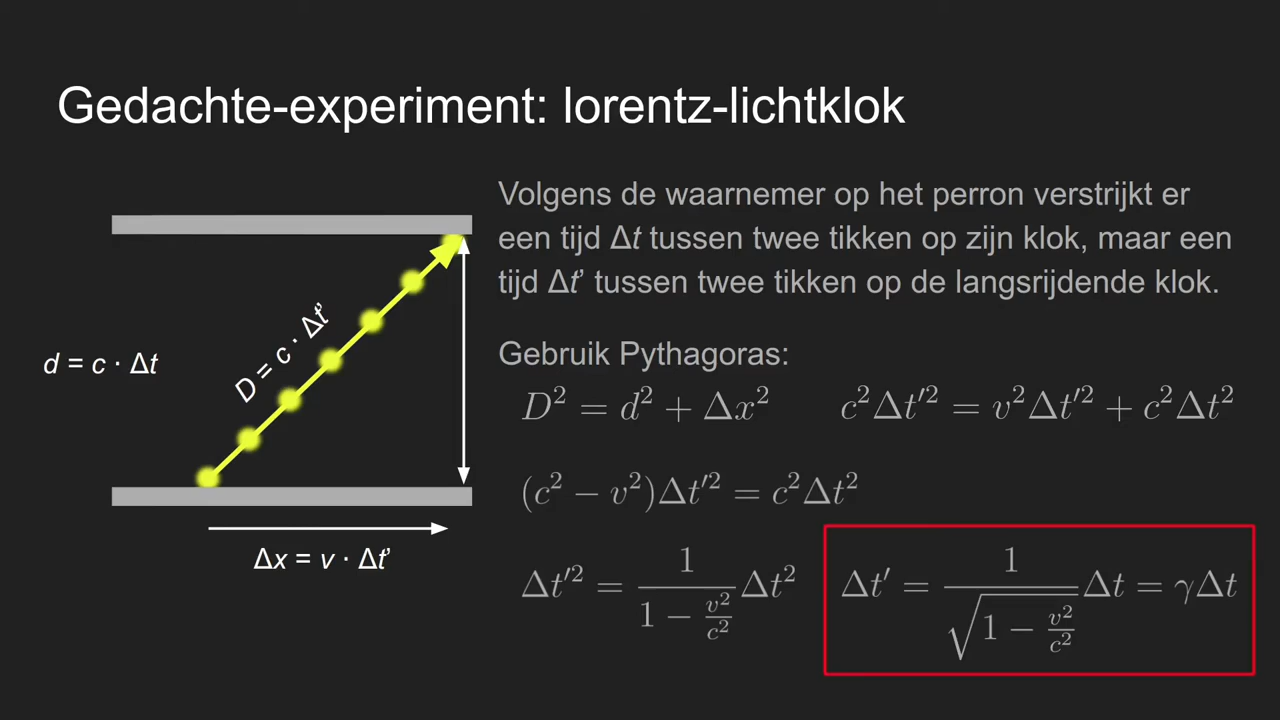 Gedachte-experiment: lorentz-lichtklok
Volgens de waarnemer op het perron verstrijkt er
een tijd Δt tussen twee tikken op zijn klok, maar een
tijd Δt’ tussen twee tikken op de langsrijdende klok.
d = c · Δt
D = c · Δt’
Δx = v · Δt’
Gebruik Pythagoras:
D² = d² + Δx²
c²Δt′² = v²Δt′² + c²Δt²
(c² − v²)Δt′² = c²Δt²
Δt′² = 1 / (1 − v²/c²) Δt²
Δt′ = 1 / √(1 − v²/c²) Δt = γΔt